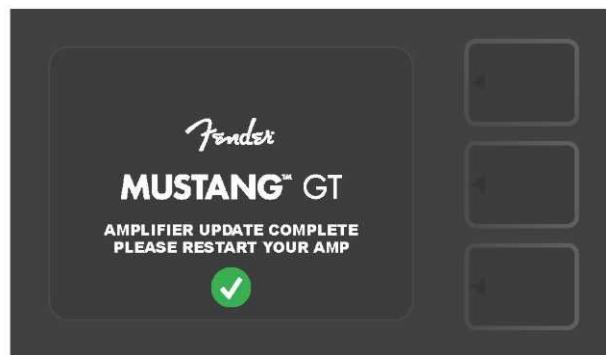 Fender
MUSTANG™ GT
AMPLIFIER UPDATE COMPLETE
PLEASE RESTART YOUR AMP